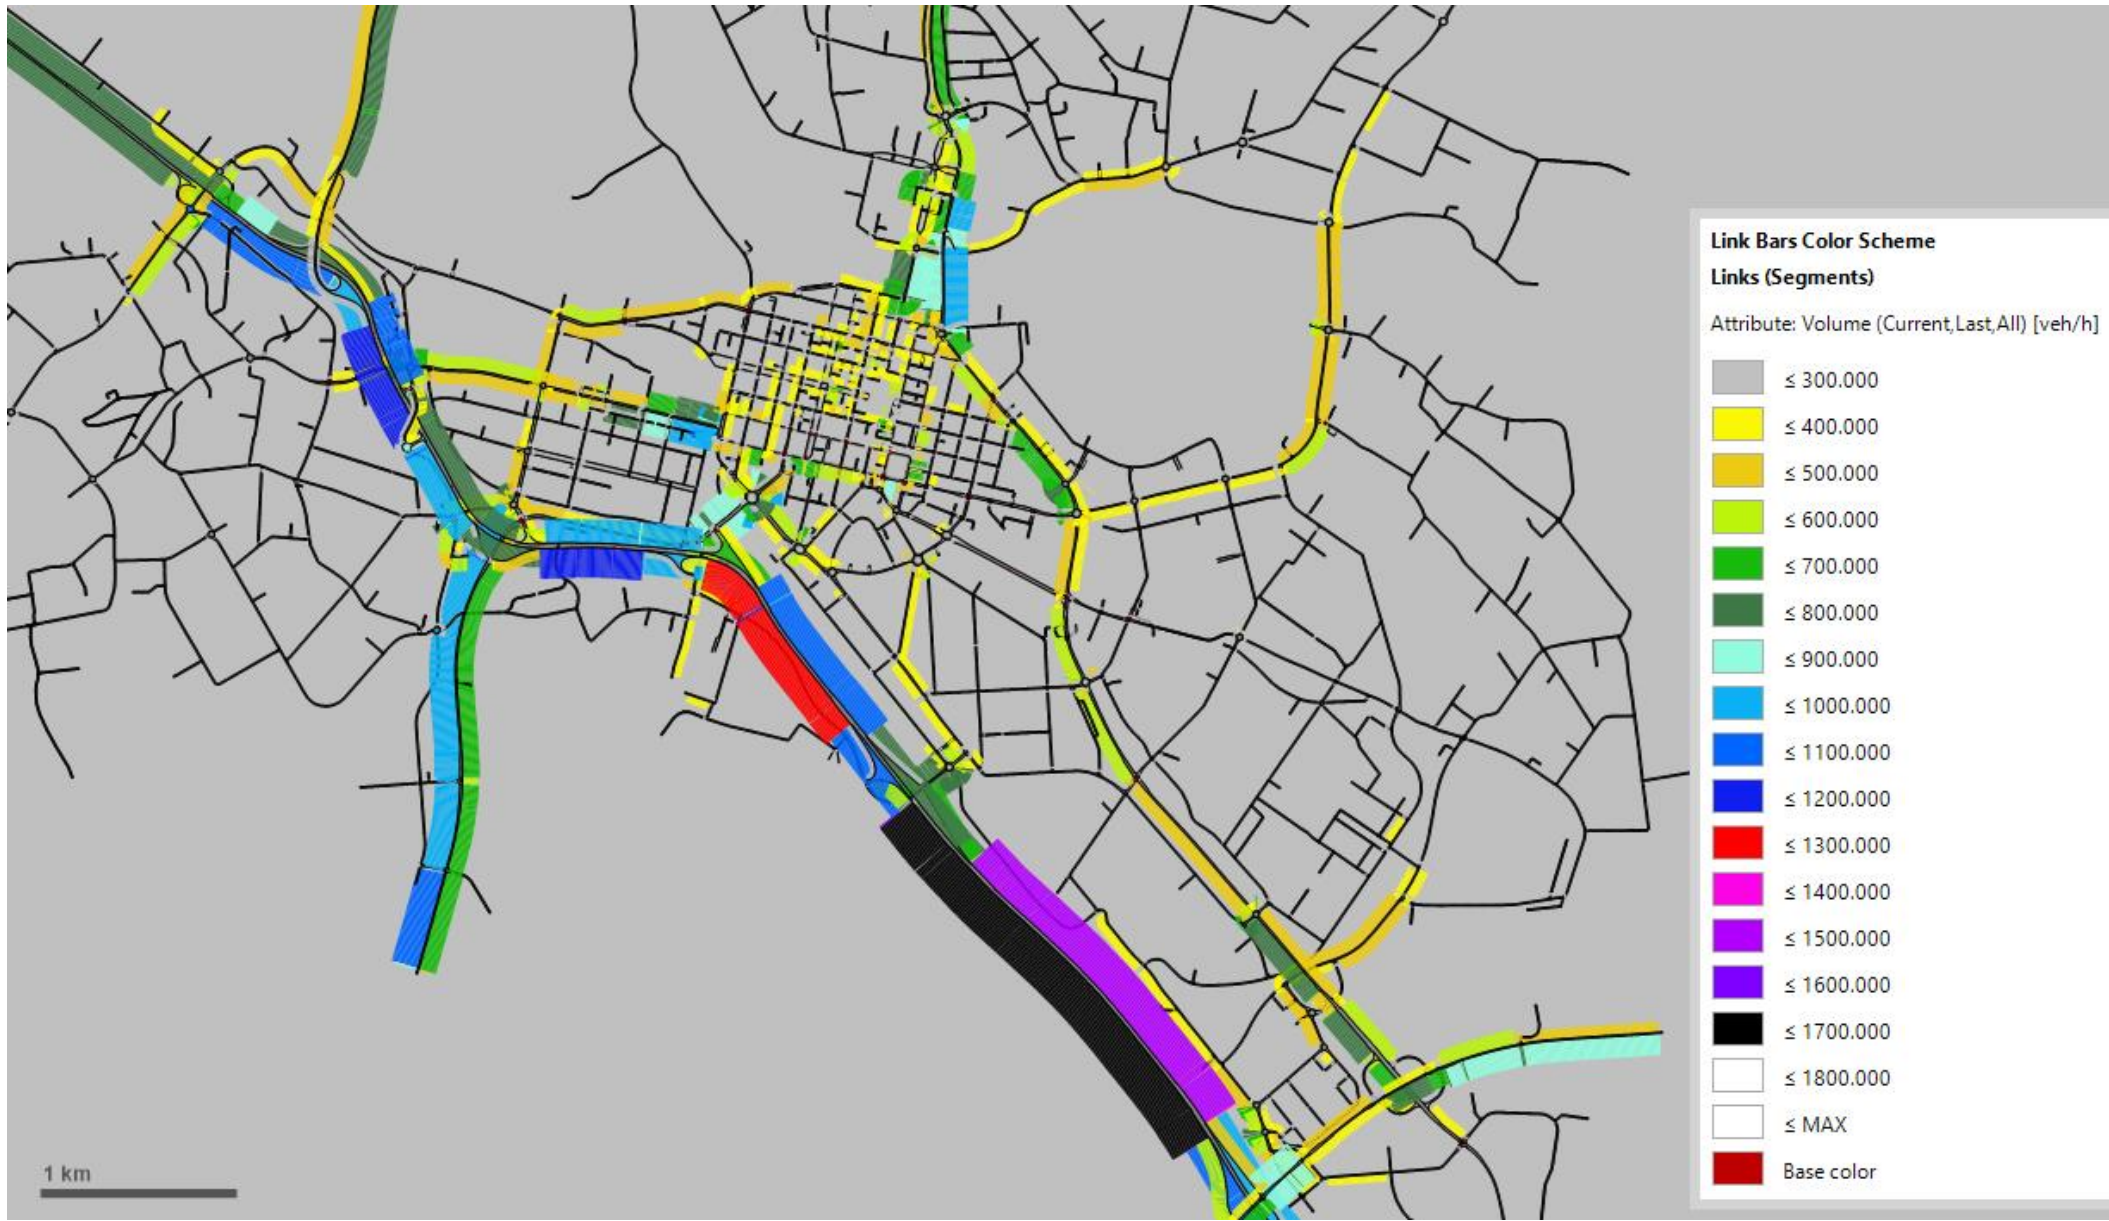 Link Bars Color Scheme
Links (Segments)
Attribute: Volume (Current,Last,All) [veh/h]
≤ 300.000
≤ 400.000
≤ 500.000
≤ 600.000
≤ 700.000
≤ 800.000
≤ 900.000
≤ 1000.000
≤ 1100.000
≤ 1200.000
≤ 1300.000
≤ 1400.000
≤ 1500.000
≤ 1600.000
≤ 1700.000
≤ 1800.000
≤ MAX
Base color
1 km